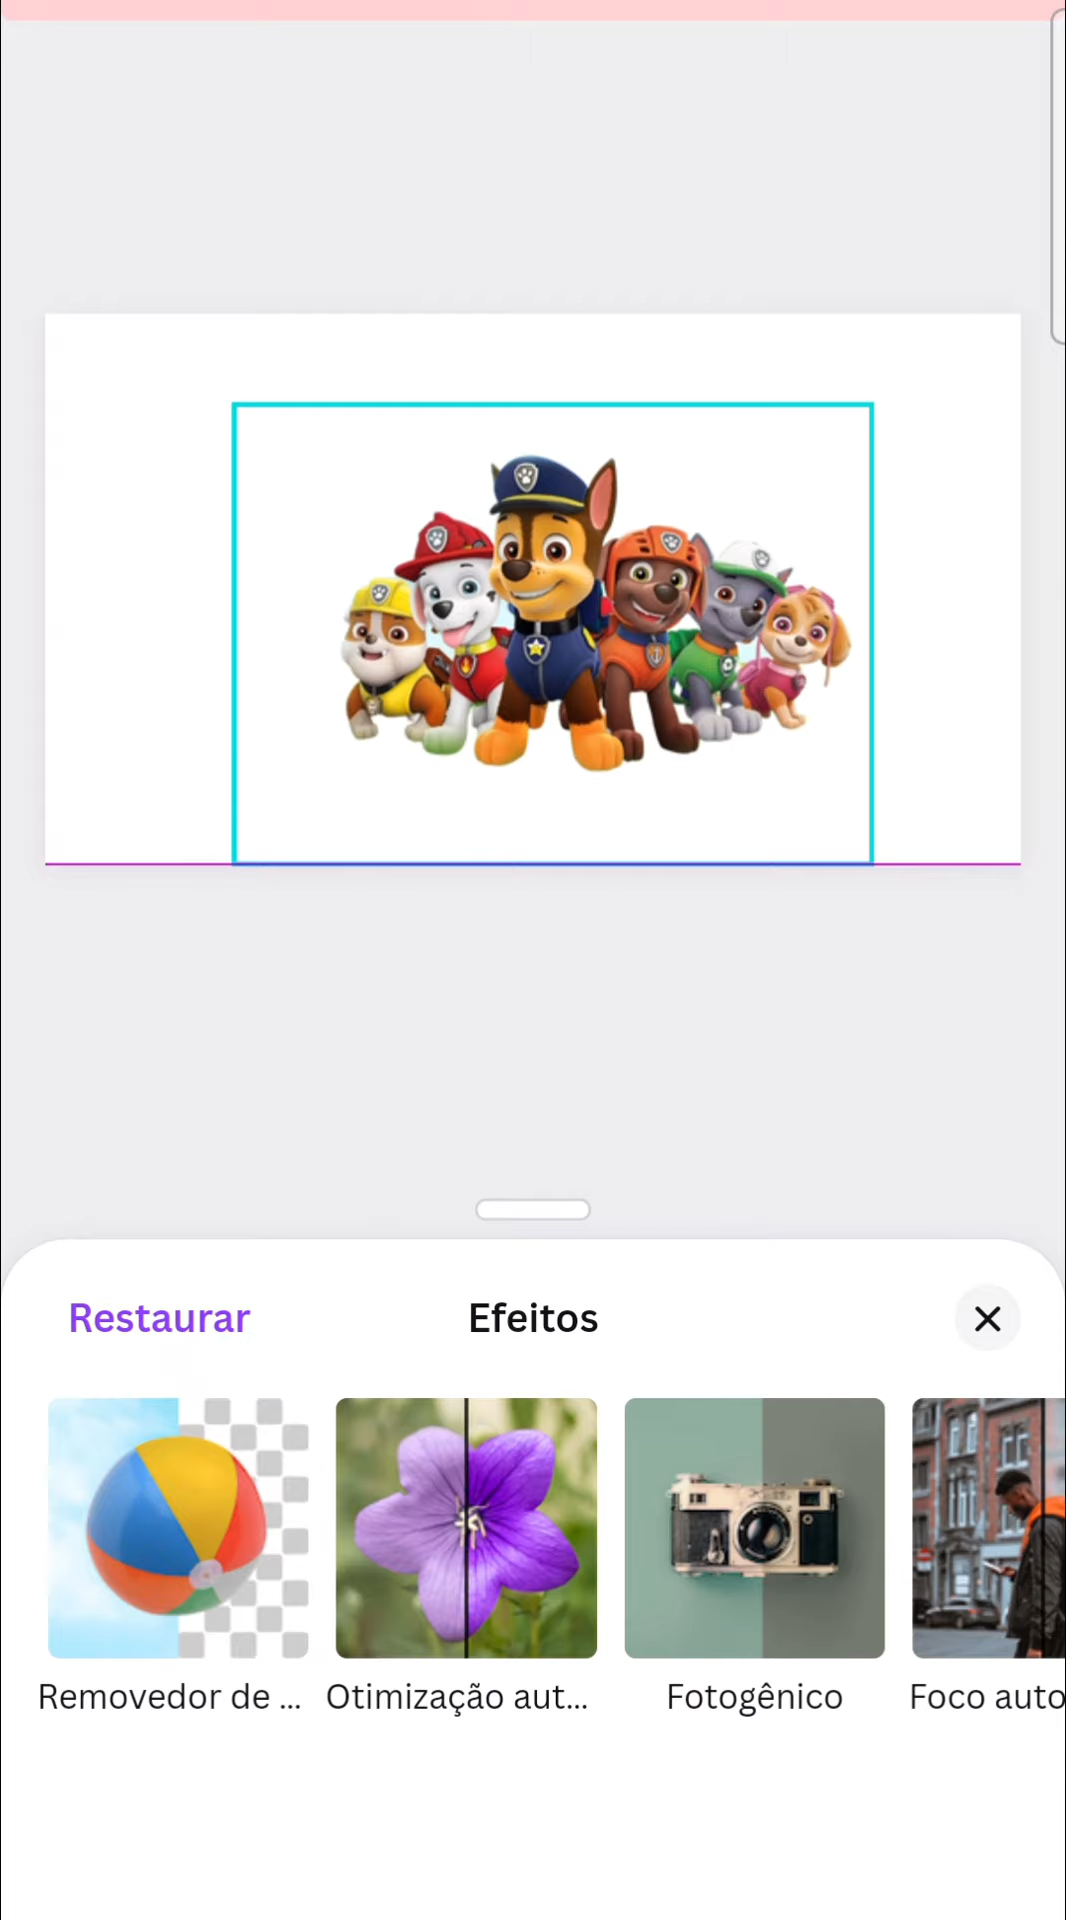 Restaurar
Efeitos
Removedor de ...
Otimização aut...
Fotogênico
Foco auto